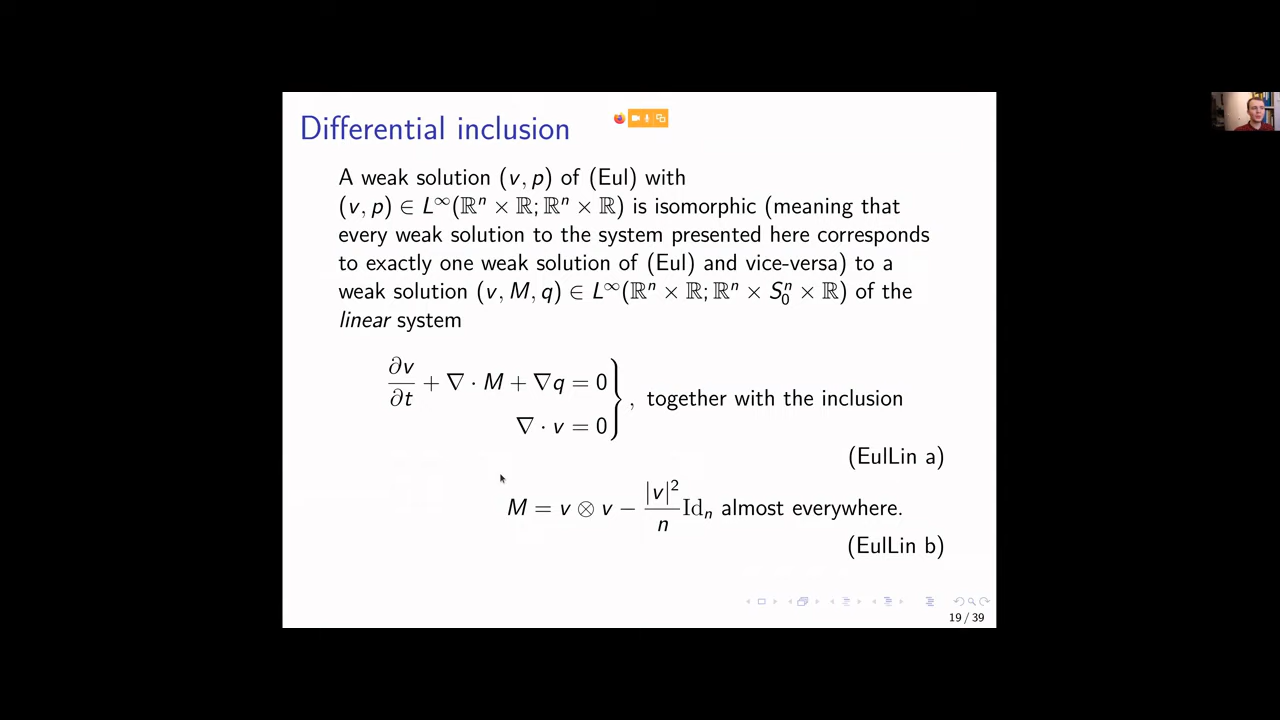 Differential inclusion
A weak solution (v, p) of (Eul) with
(v, p) ∈ L^∞(ℝ^n × ℝ; ℝ^n × ℝ) is isomorphic (meaning that
every weak solution to the system presented here corresponds
to exactly one weak solution of (Eul) and vice-versa) to a
weak solution (v, M, q) ∈ L^∞(ℝ^n × ℝ; ℝ^n × S_0^n × ℝ) of the
linear system
∂v/∂t + ∇ · M + ∇q = 0
∇ · v = 0 }, together with the inclusion
(EulLin a)
M = v ⊗ v − |v|²/n Id_n almost everywhere.
(EulLin b)
19 / 39